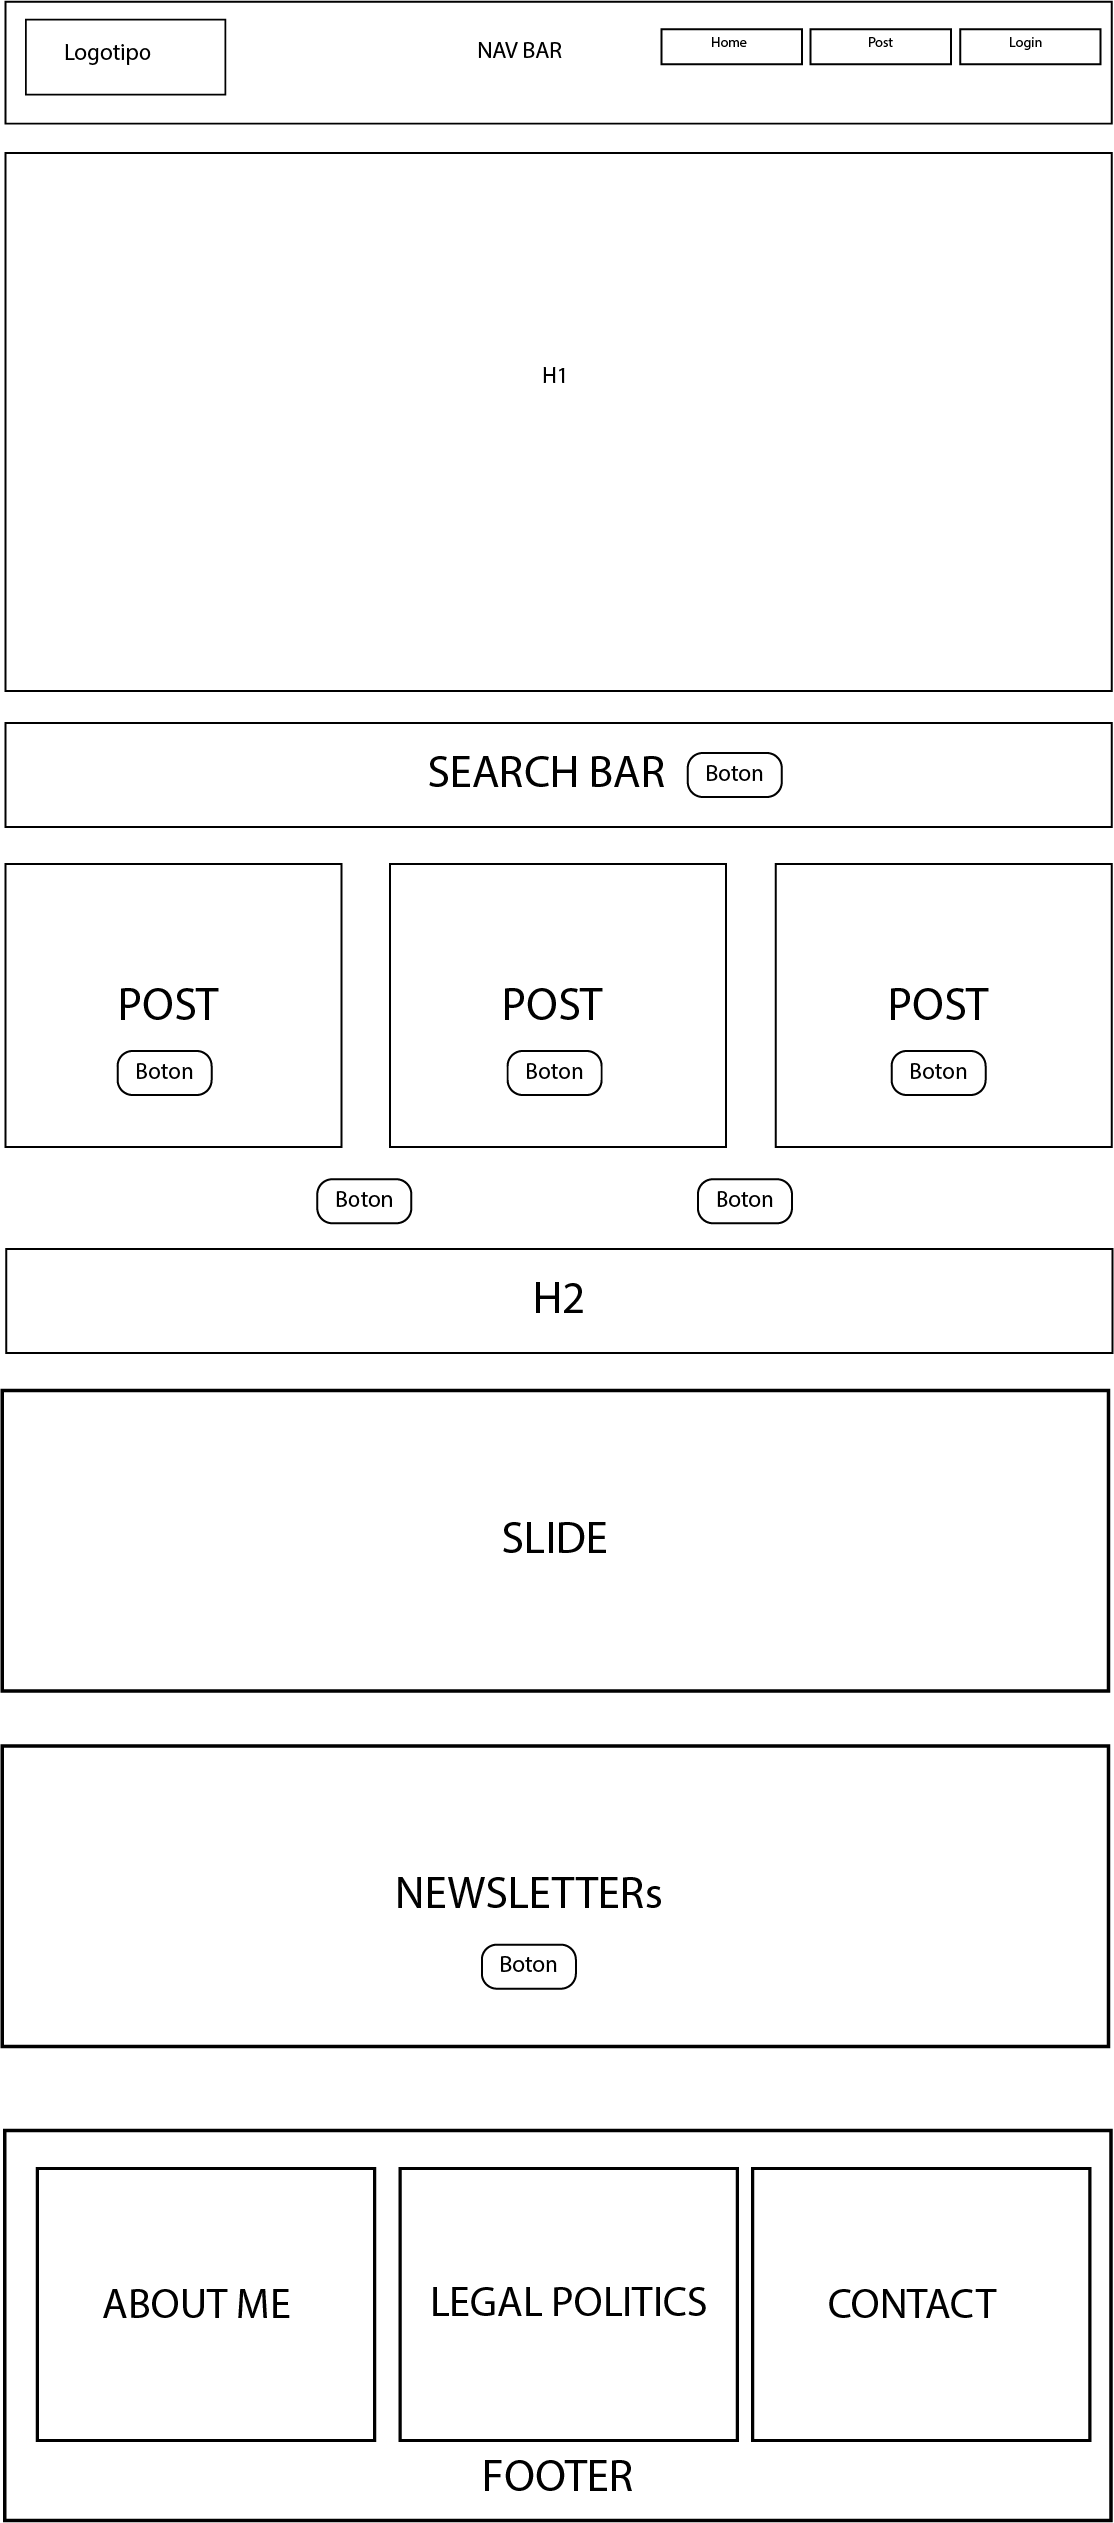 Logotipo
NAV BAR
Home
Post
Login
H1
SEARCH BAR
Boton
POST
POST
POST
Boton
Boton
Boton
Boton
Boton
H2
SLIDE
NEWSLETTERs
Boton
ABOUT ME
LEGAL POLITICS
CONTACT
FOOTER